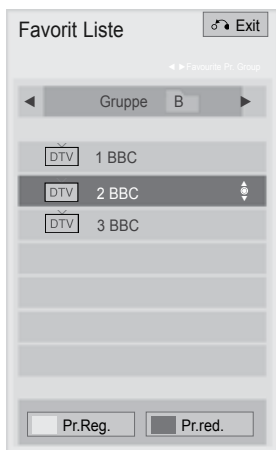 Favorit Liste
Exit
◄ ►Favourite Pr. Group
◄ Gruppe B ►
DTV 1 BBC
DTV 2 BBC
DTV 3 BBC
Pr.Reg.
Pr.red.